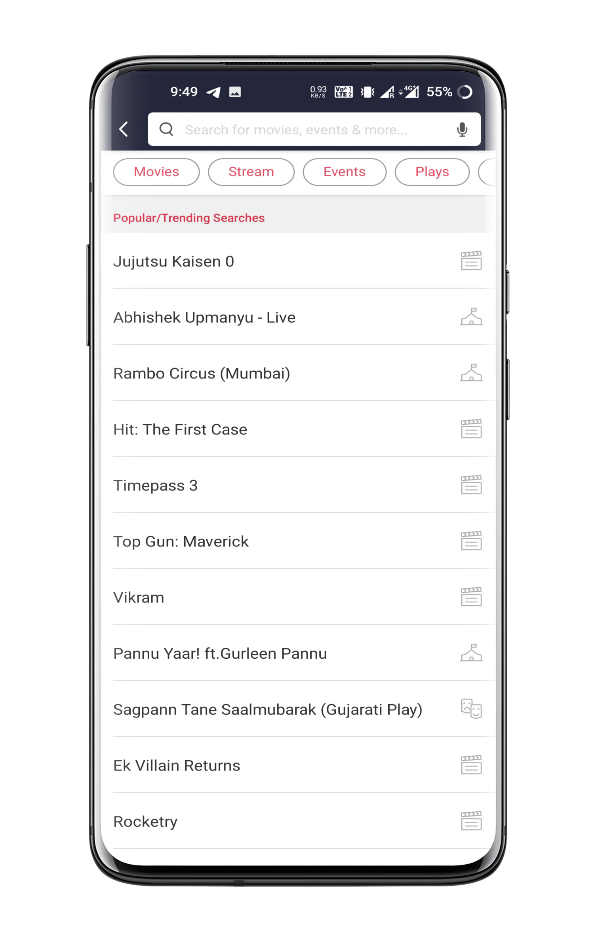 9:49
0.93
KB/S
Vo
LTE
R
4G
55%
Search for movies, events & more...
Movies
Stream
Events
Plays
Popular/Trending Searches
Jujutsu Kaisen 0
Abhishek Upmanyu - Live
Rambo Circus (Mumbai)
Hit: The First Case
Timepass 3
Top Gun: Maverick
Vikram
Pannu Yaar! ft.Gurleen Pannu
Sagpann Tane Saalmubarak (Gujarati Play)
Ek Villain Returns
Rocketry